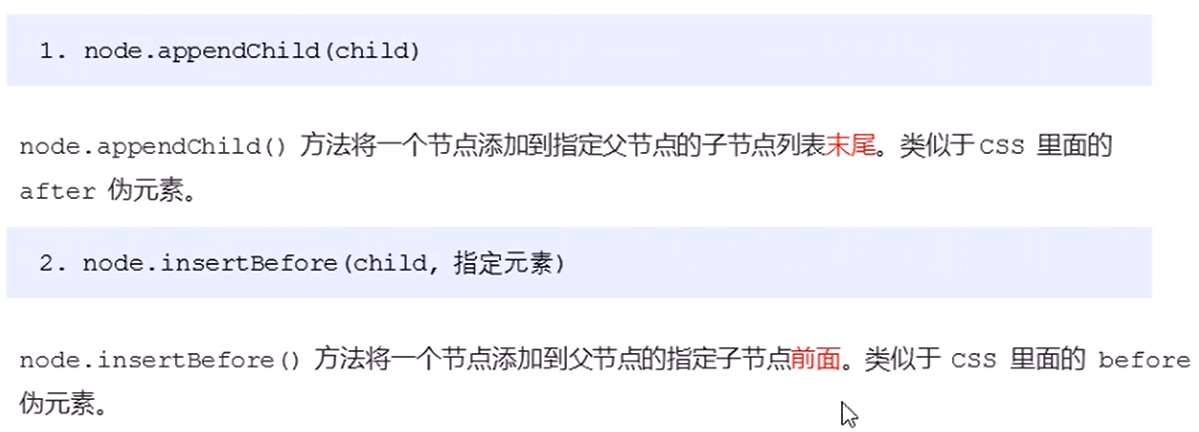 1. node.appendChild(child)
node.appendChild() 方法将一个节点添加到指定父节点的子节点列表末尾。类似于 CSS 里面的
after 伪元素。
2. node.insertBefore(child, 指定元素)
node.insertBefore() 方法将一个节点添加到父节点的指定子节点前面。类似于 CSS 里面的 before
伪元素。